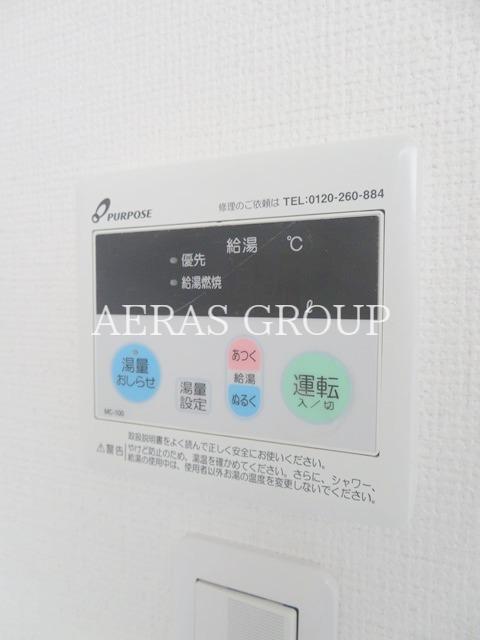 PURPOSE
修理のご依頼は TEL:0120-260-884
給湯 ℃
優先
給湯燃焼
ℓ
AERAS GROUP
湯量
おしらせ
湯量
設定
あつく
給湯
ぬるく
運転
入／切
MC-100
取扱説明書をよく読んで正しく安全にお使いください。
⚠警告 やけど防止のため、湯温を確かめてください。さらに、シャワー、
給湯の使用中は、使用者以外お湯の温度を変更しないでください。